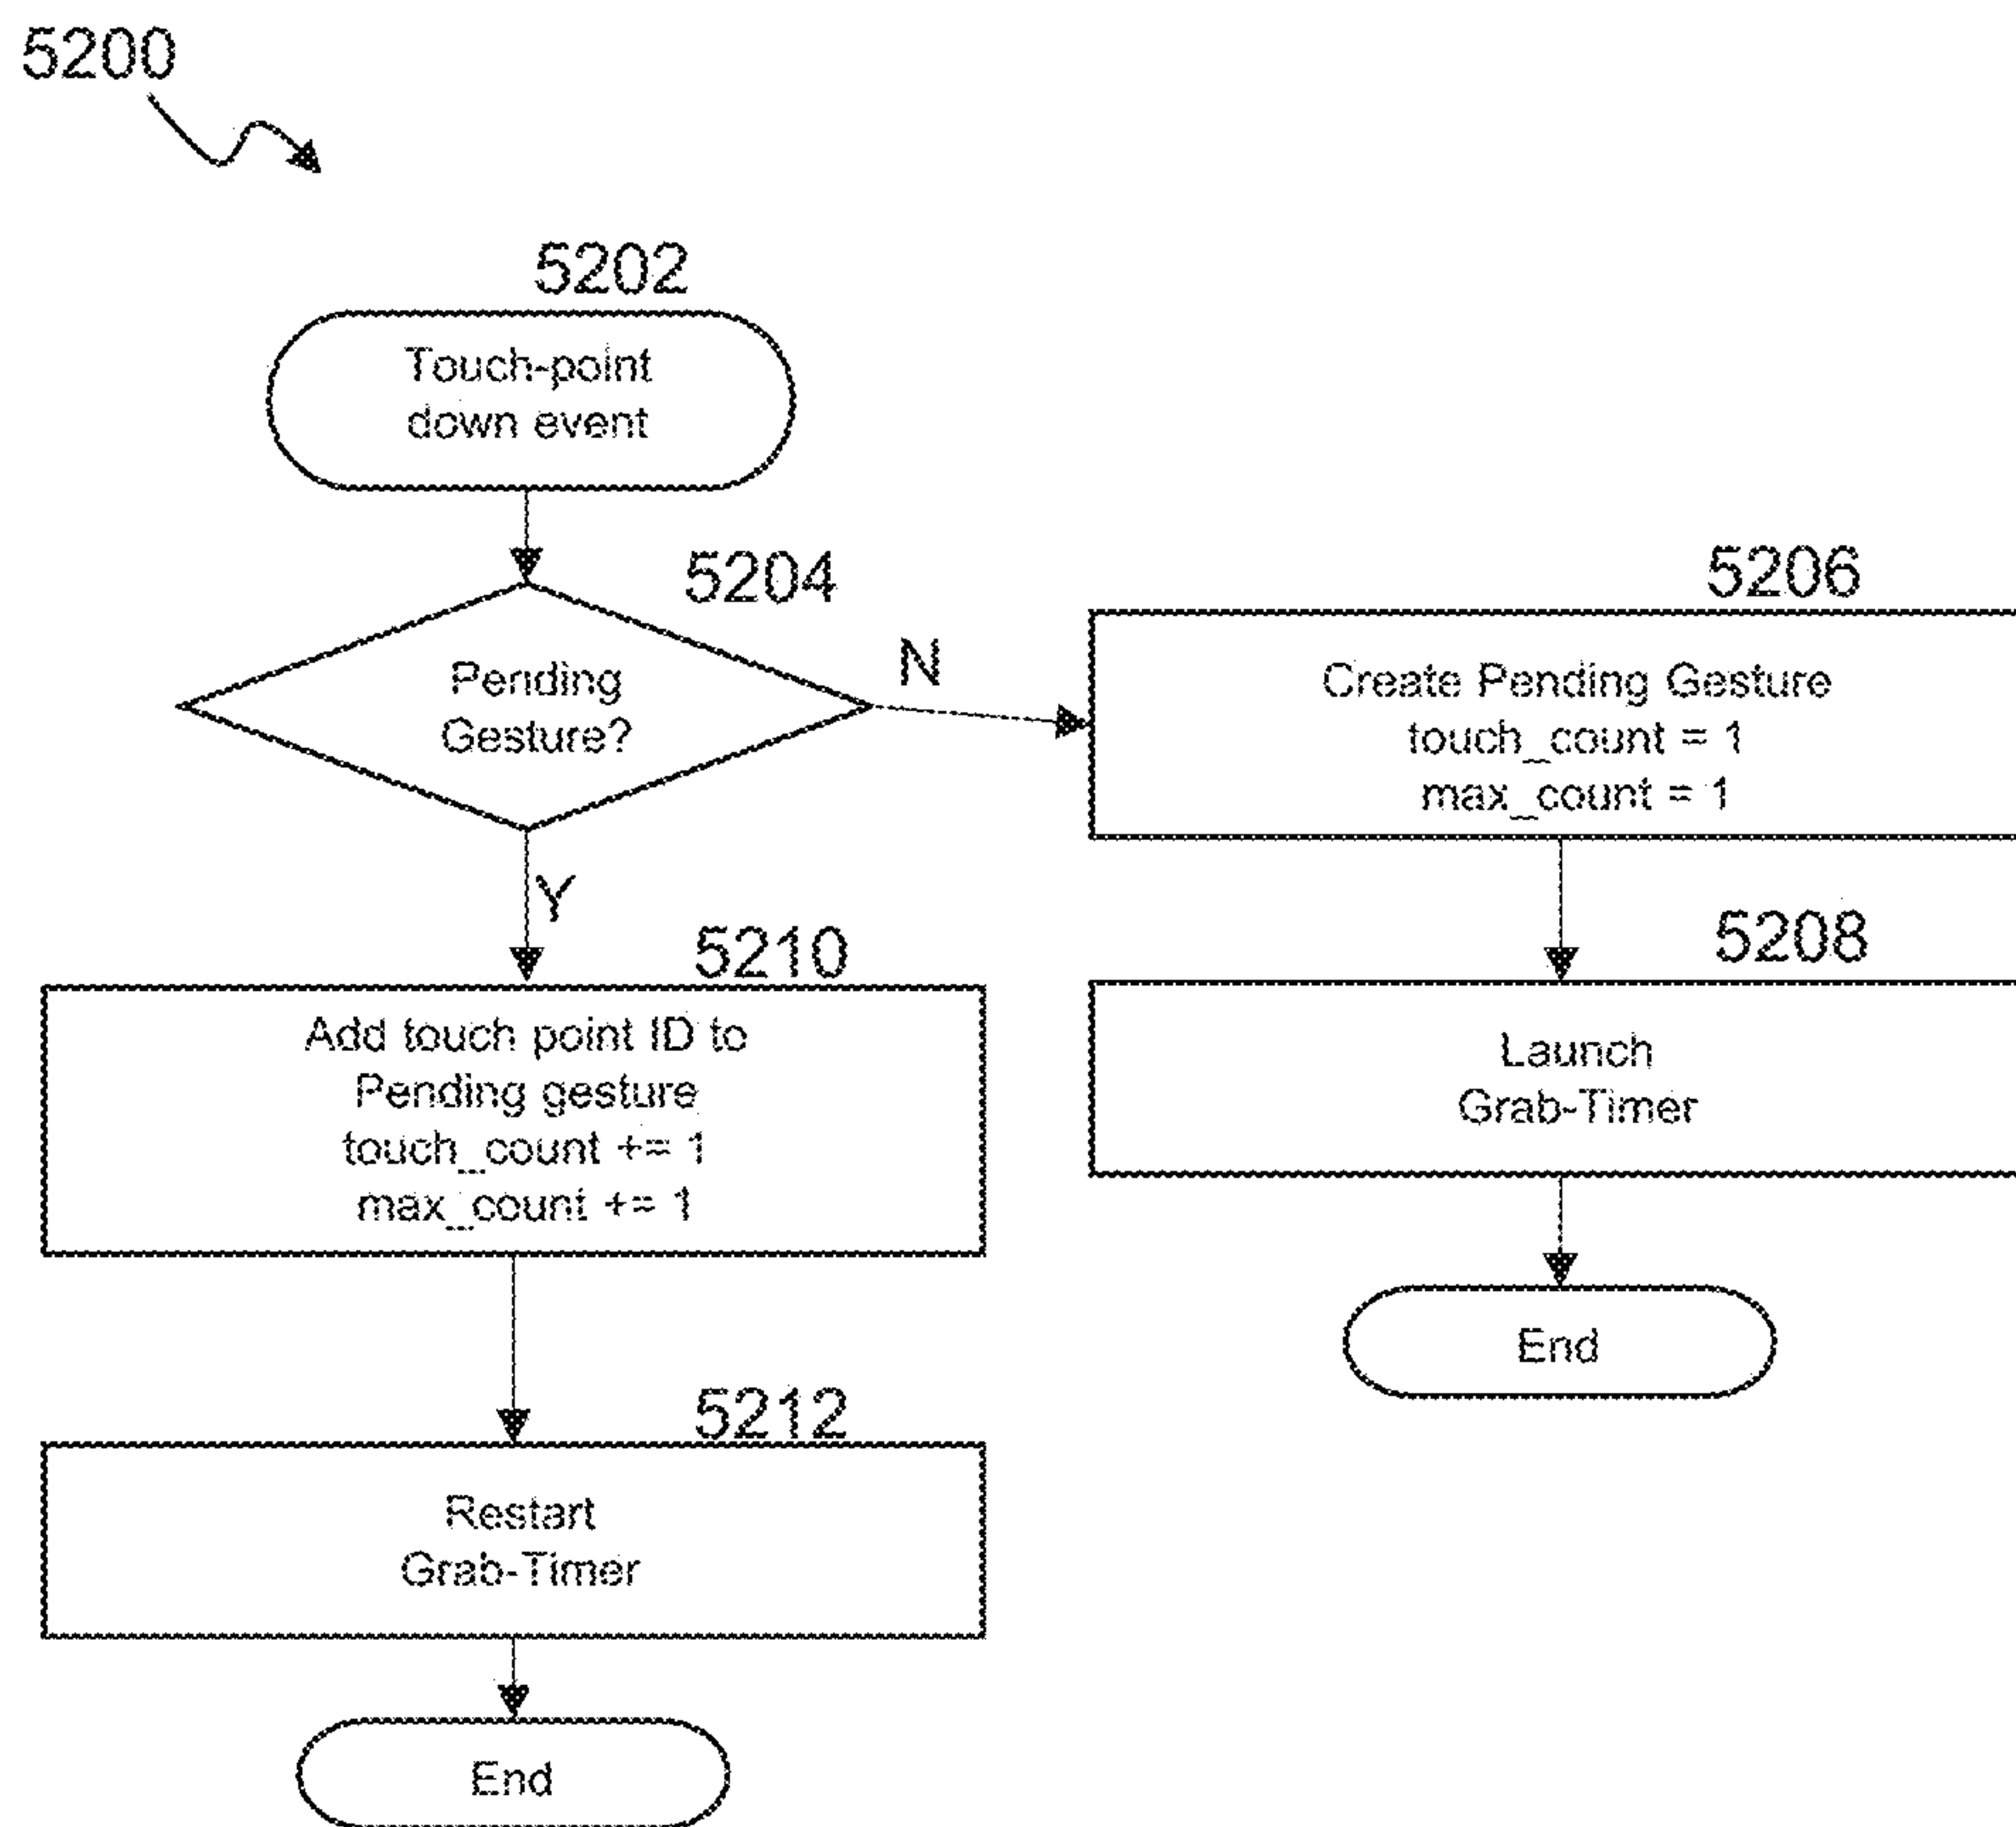 5200
5202
Touch-point
down event
5204
Pending
Gesture?
N
Y
5206
Create Pending Gesture
touch_count = 1
max_count = 1
5208
Launch
Grab-Timer
End
5210
Add touch point ID to
Pending gesture
touch_count += 1
max_count += 1
5212
Restart
Grab-Timer
End